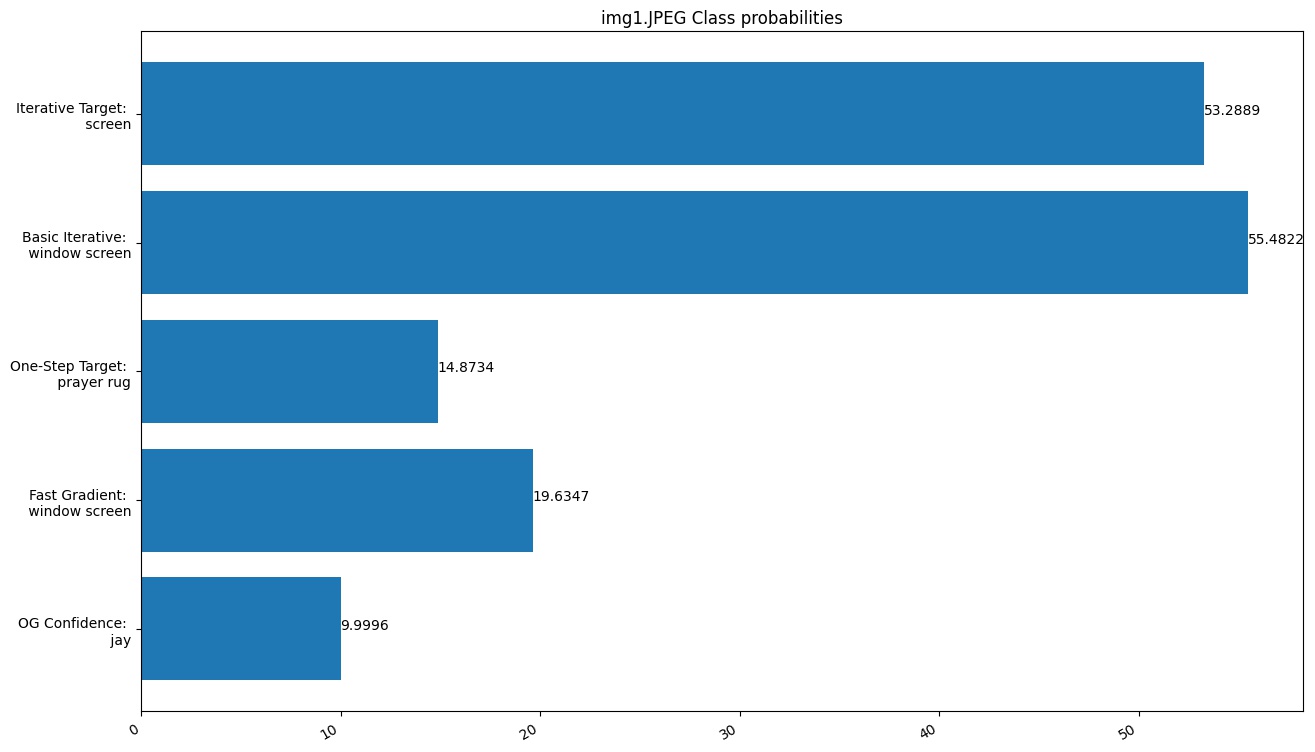 img1.JPEG Class probabilities
Iterative Target:
screen
53.2889
Basic Iterative:
window screen
55.4822
One-Step Target:
prayer rug
14.8734
Fast Gradient:
window screen
19.6347
OG Confidence:
jay
9.9996
0 10 20 30 40 50